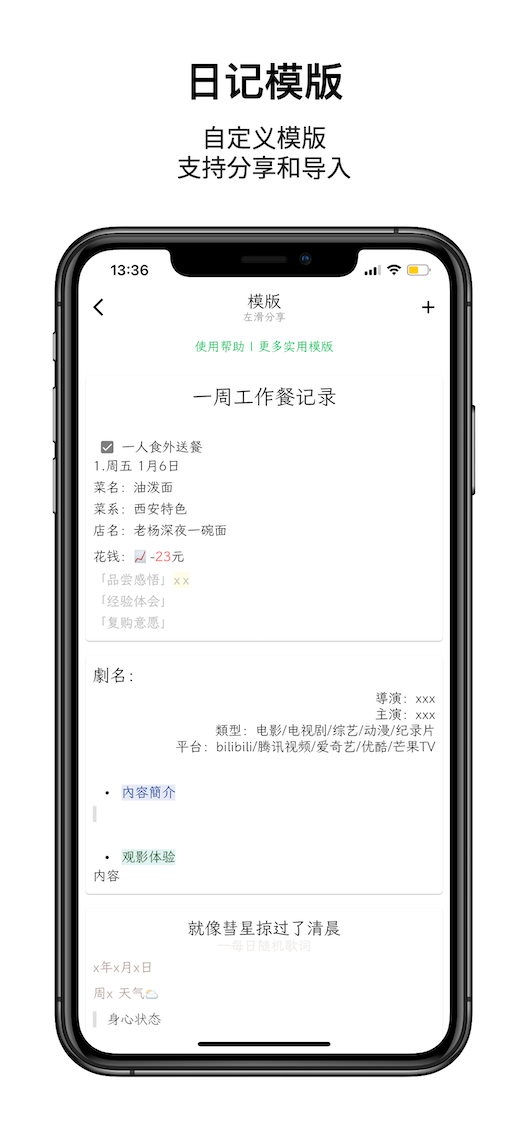 日记模版
自定义模版
支持分享和导入
13:36
模版
左滑分享
使用帮助 | 更多实用模版
一周工作餐记录
一人食外送餐
1.周五 1月6日
菜名：油泼面
菜系：西安特色
店名：老杨深夜一碗面
花钱：📈 -23元
「品尝感悟」xx
「经验体会」
「复购意愿」
劇名：
導演：xxx
主演：xxx
類型：电影/电视剧/综艺/动漫/纪录片
平台：bilibili/腾讯视频/爱奇艺/优酷/芒果TV
• 內容簡介
• 观影体验
内容
就像彗星掠过了清晨
—每日随机歌词
x年x月x日
周x 天气🌥
身心状态